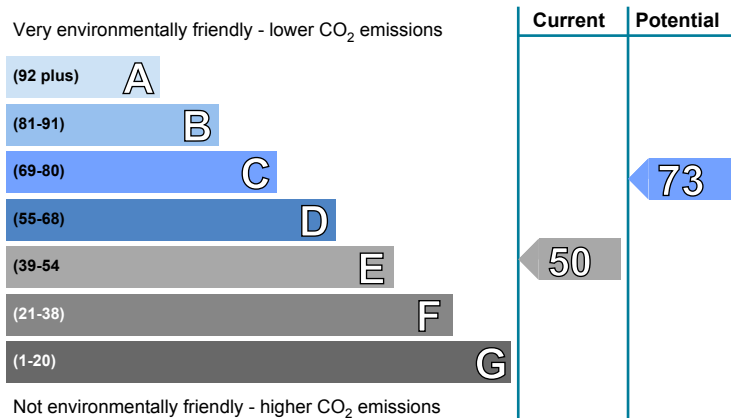 Very environmentally friendly - lower CO₂ emissions
Current
Potential
(92 plus) A
(81-91) B
(69-80) C
73
(55-68) D
(39-54 E
50
(21-38) F
(1-20) G
Not environmentally friendly - higher CO₂ emissions